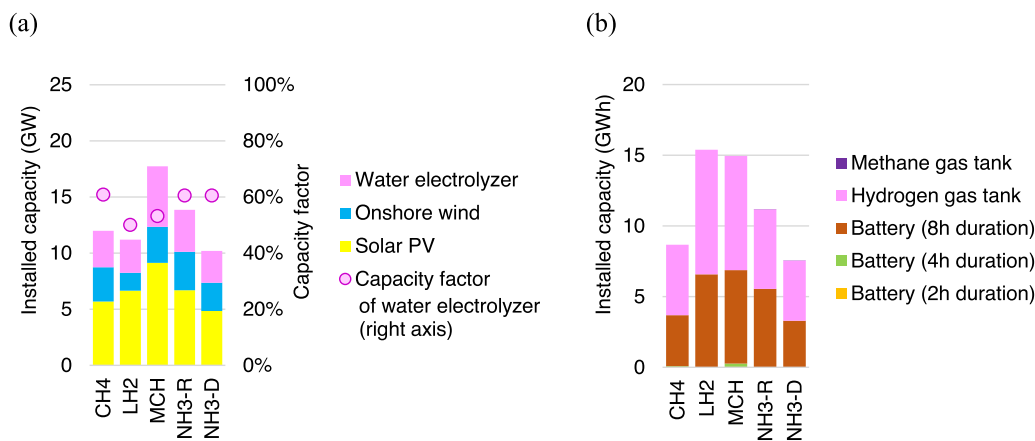 (a)
(b)
Installed capacity (GW)
25
20
15
10
5
0
100%
80%
60%
40%
20%
0%
Capacity factor
CH4
LH2
MCH
NH3-R
NH3-D
Water electrolyzer
Onshore wind
Solar PV
Capacity factor
of water electrolyzer
(right axis)
Installed capacity (GWh)
20
15
10
5
0
CH4
LH2
MCH
NH3-R
NH3-D
Methane gas tank
Hydrogen gas tank
Battery (8h duration)
Battery (4h duration)
Battery (2h duration)